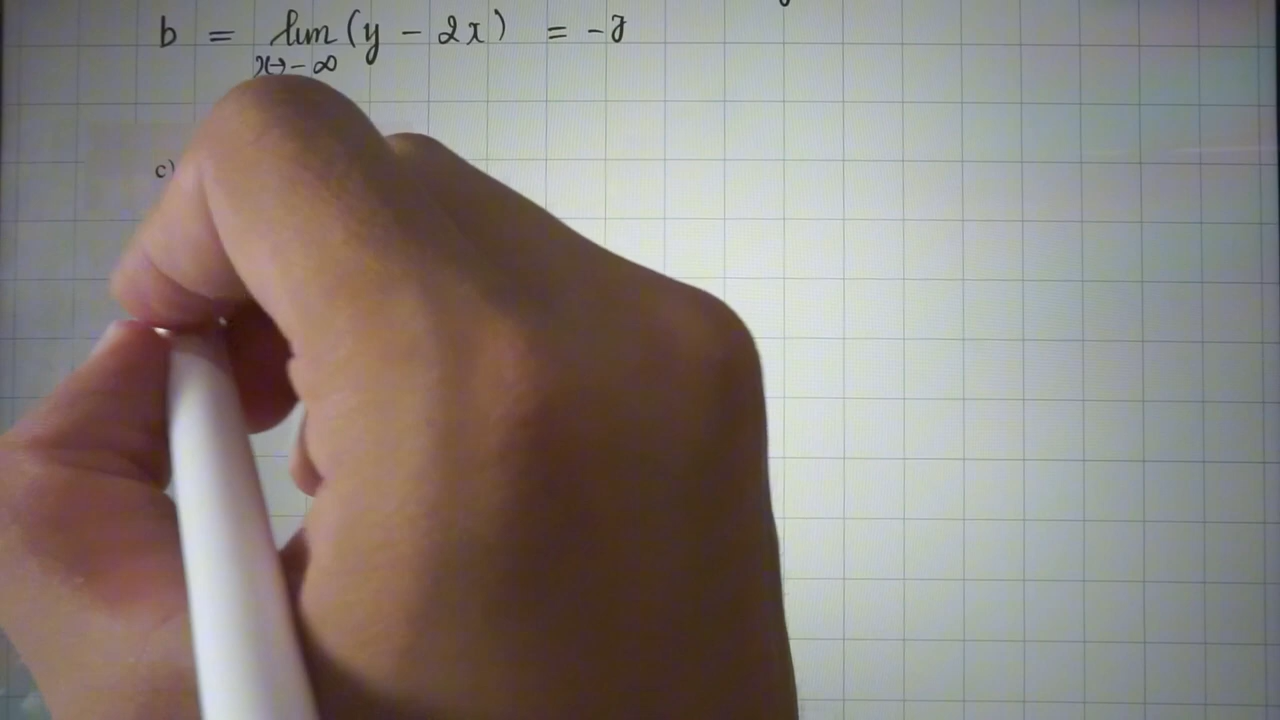 b = lim (y - 2x) = -7
x→-∞
c)